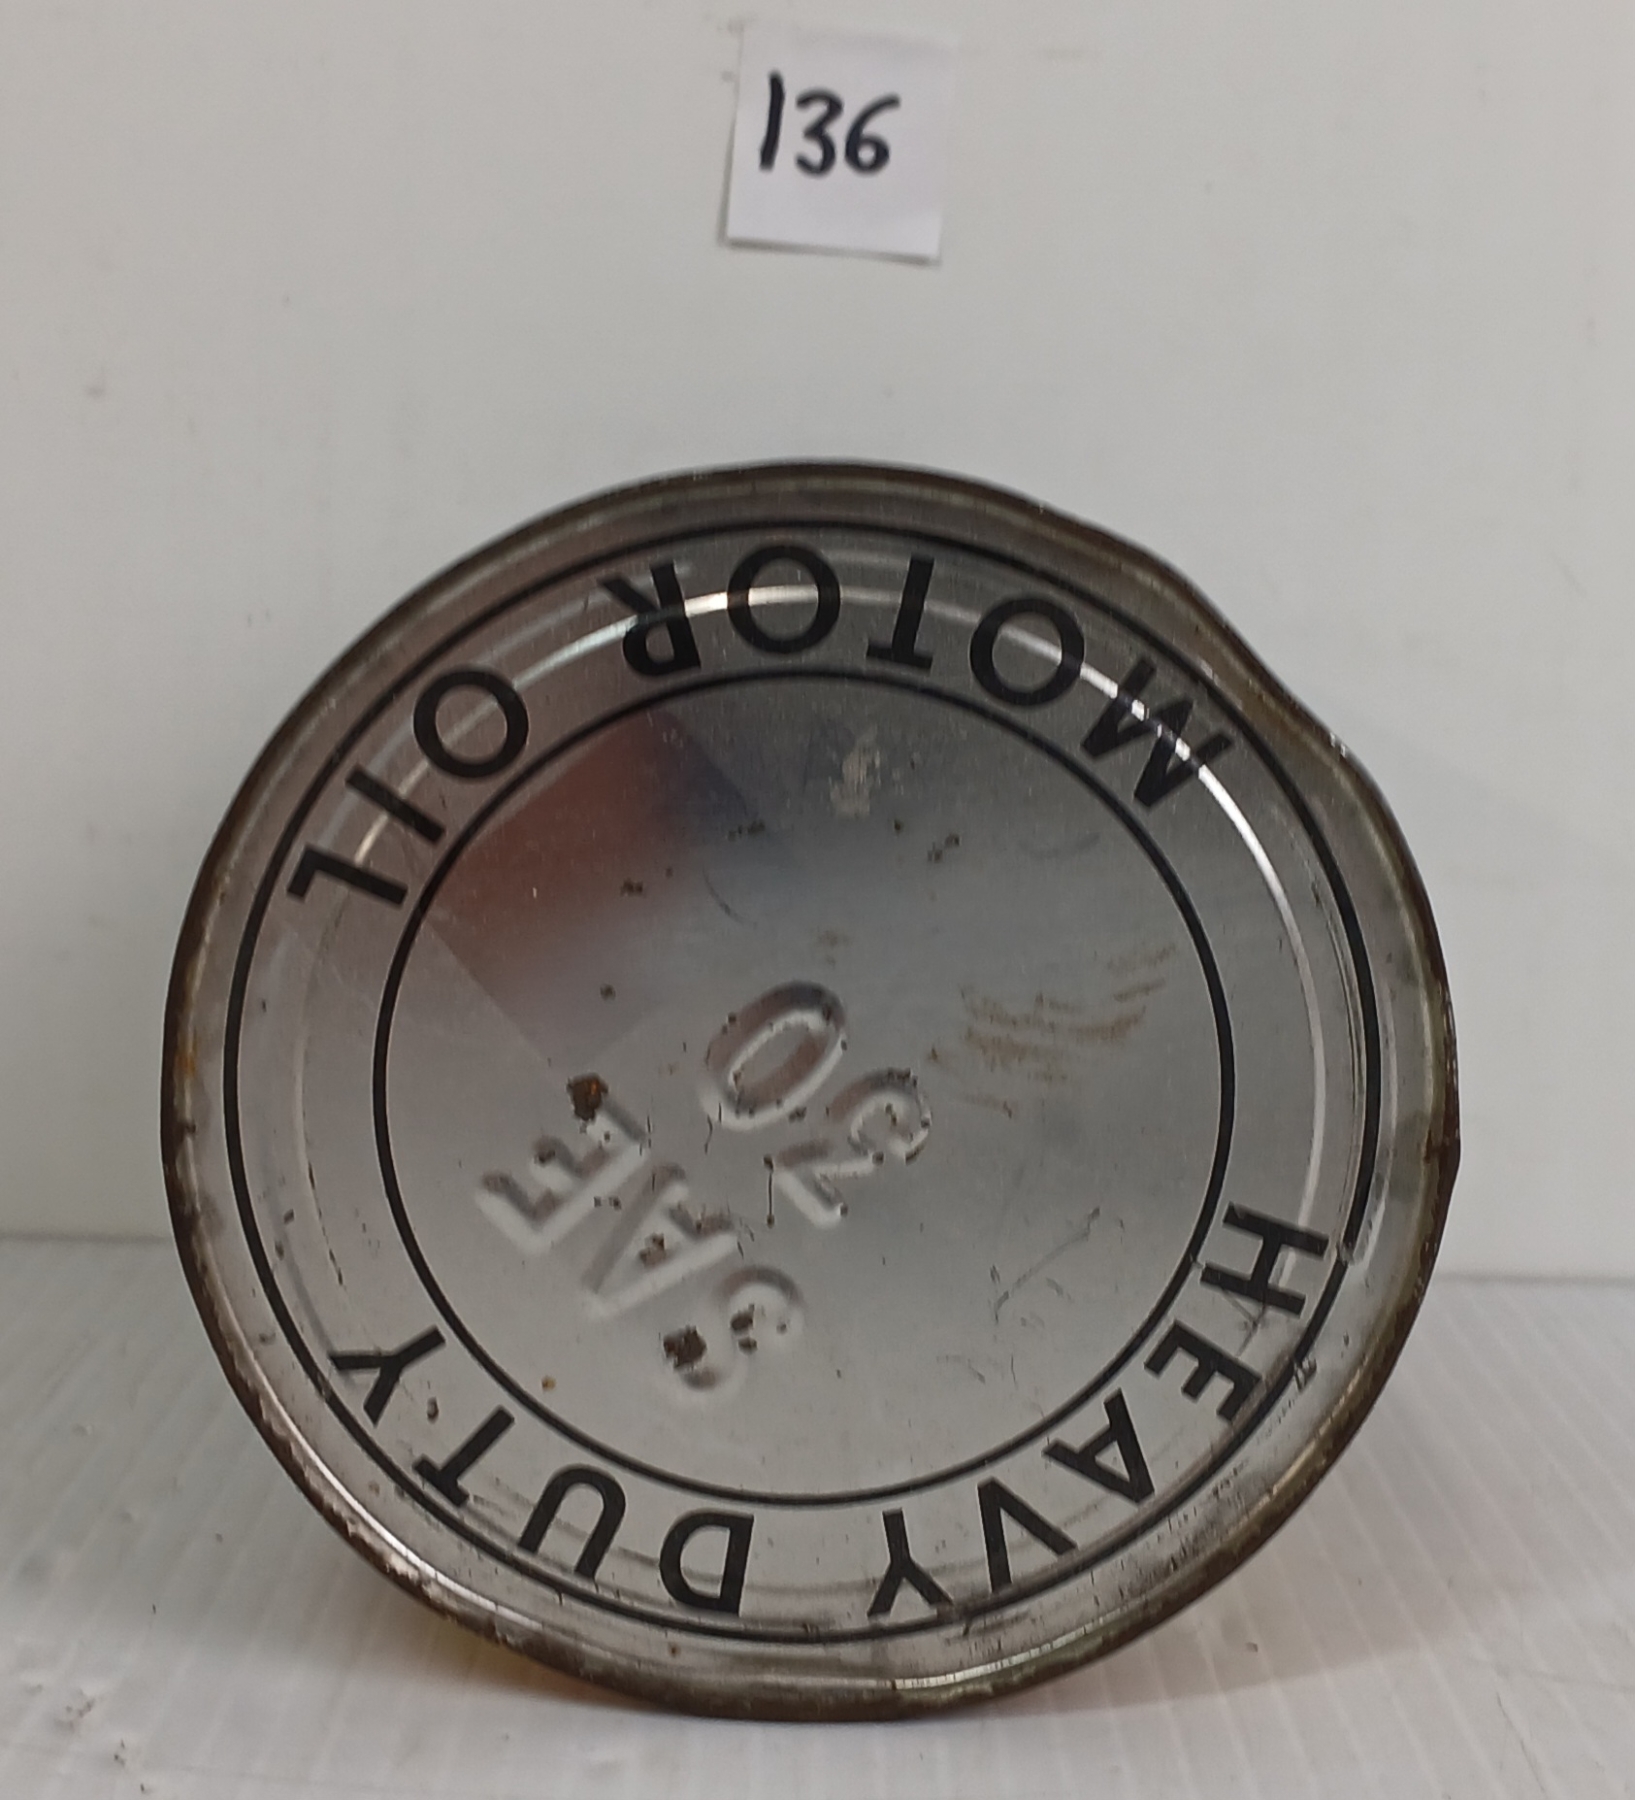 136
HEAVY DUTY
SAE
30
MOTOR OIL